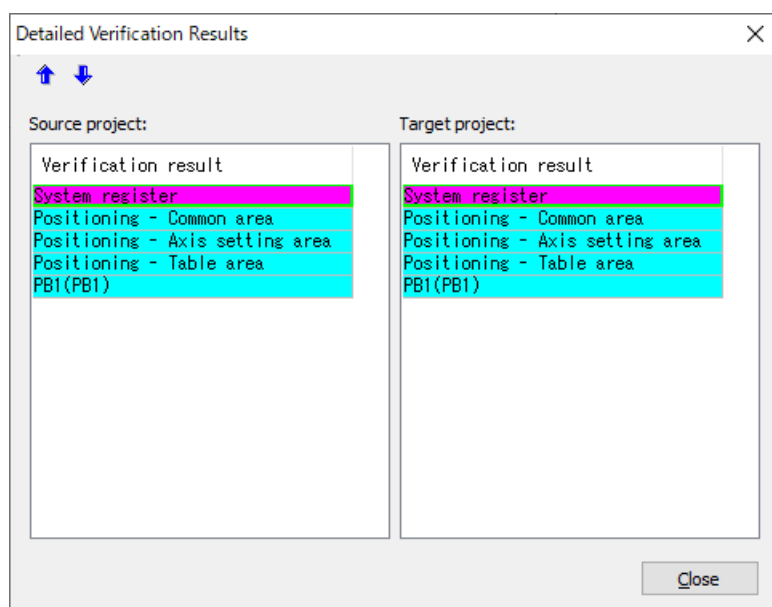 Detailed Verification Results
Source project:
Verification result
System register
Positioning - Common area
Positioning - Axis setting area
Positioning - Table area
PB1(PB1)
Target project:
Verification result
System register
Positioning - Common area
Positioning - Axis setting area
Positioning - Table area
PB1(PB1)
Close